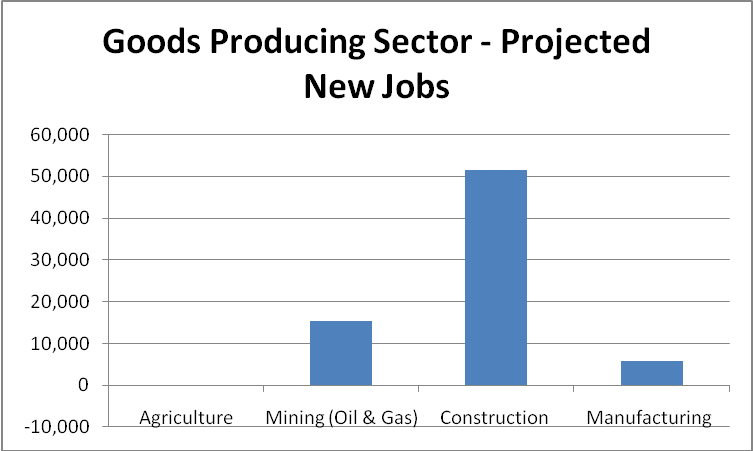 Goods Producing Sector - Projected
New Jobs
60,000
50,000
40,000
30,000
20,000
10,000
0
-10,000
Agriculture Mining (Oil & Gas) Construction Manufacturing